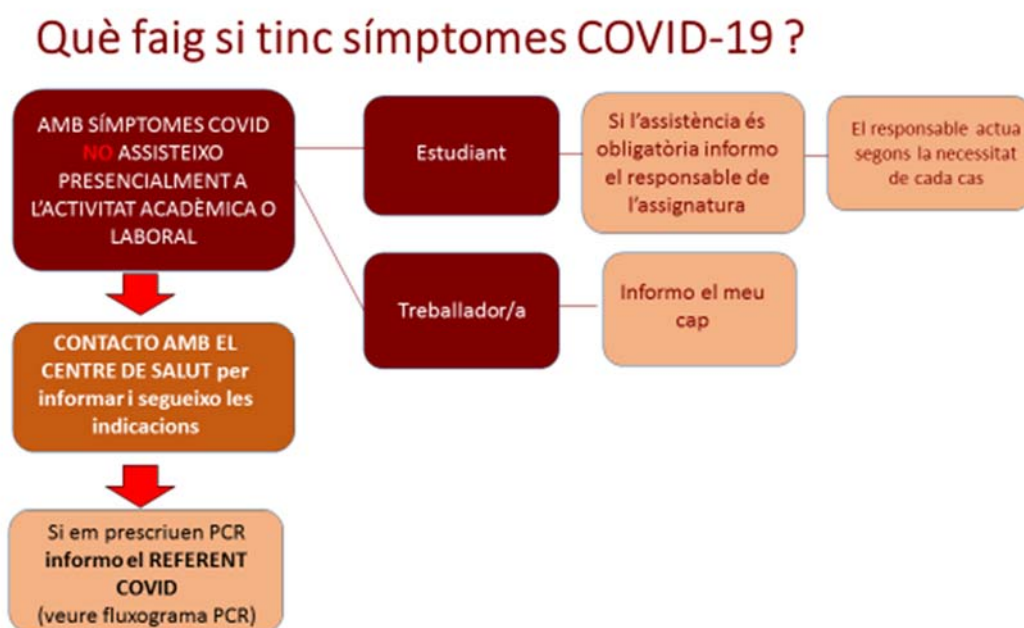 Què faig si tinc símptomes COVID-19 ?
AMB SÍMPTOMES COVID
NO ASSISTEIXO
PRESENCIALMENT A
L'ACTIVITAT ACADÈMICA O
LABORAL
Estudiant
Si l'assistència és
obligatòria informo
el responsable de
l'assignatura
El responsable actua
segons la necessitat
de cada cas
Treballador/a
Informo el meu
cap
CONTACTO AMB EL
CENTRE DE SALUT per
informar i segueixo les
indicacions
Si em prescriuen PCR
informo el REFERENT
COVID
(veure fluxograma PCR)